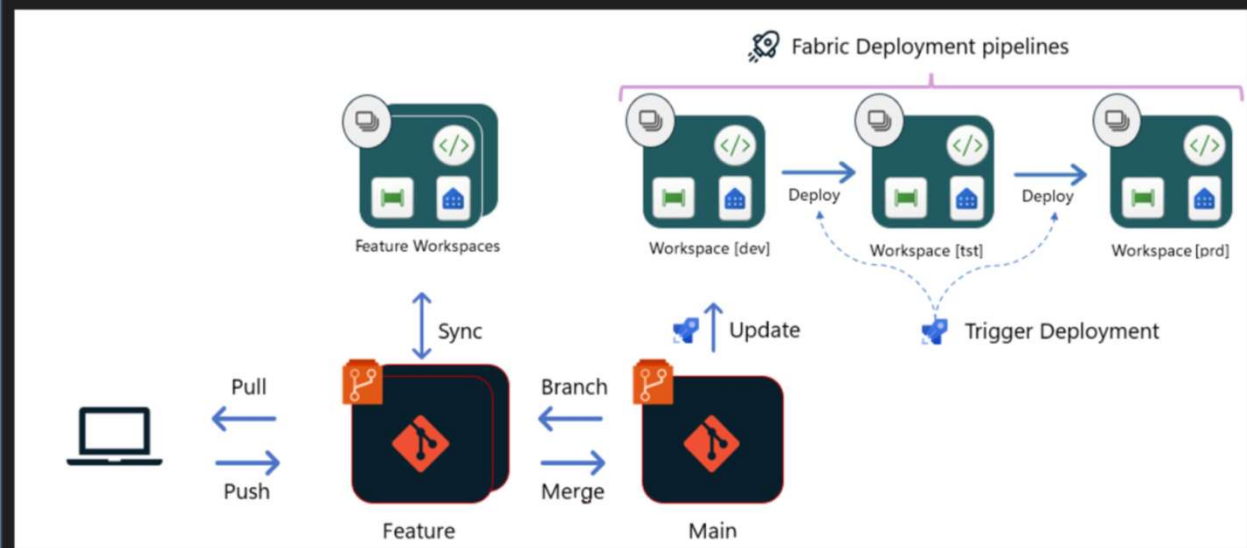 Fabric Deployment pipelines
</>
</>
</>
</>
Deploy
Deploy
Feature Workspaces
Workspace [dev]
Workspace [tst]
Workspace [prd]
Sync
Update
Trigger Deployment
Pull
Branch
Push
Merge
Feature
Main